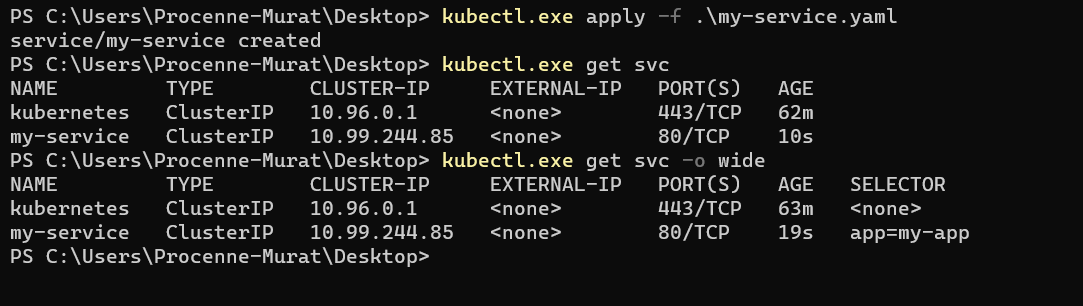 PS C:\Users\Procenne-Murat\Desktop> kubectl.exe apply -f .\my-service.yaml
service/my-service created
PS C:\Users\Procenne-Murat\Desktop> kubectl.exe get svc
NAME         TYPE        CLUSTER-IP     EXTERNAL-IP   PORT(S)   AGE
kubernetes   ClusterIP   10.96.0.1      <none>        443/TCP   62m
my-service   ClusterIP   10.99.244.85   <none>        80/TCP    10s
PS C:\Users\Procenne-Murat\Desktop> kubectl.exe get svc -o wide
NAME         TYPE        CLUSTER-IP     EXTERNAL-IP   PORT(S)   AGE   SELECTOR
kubernetes   ClusterIP   10.96.0.1      <none>        443/TCP   63m   <none>
my-service   ClusterIP   10.99.244.85   <none>        80/TCP    19s   app=my-app
PS C:\Users\Procenne-Murat\Desktop>